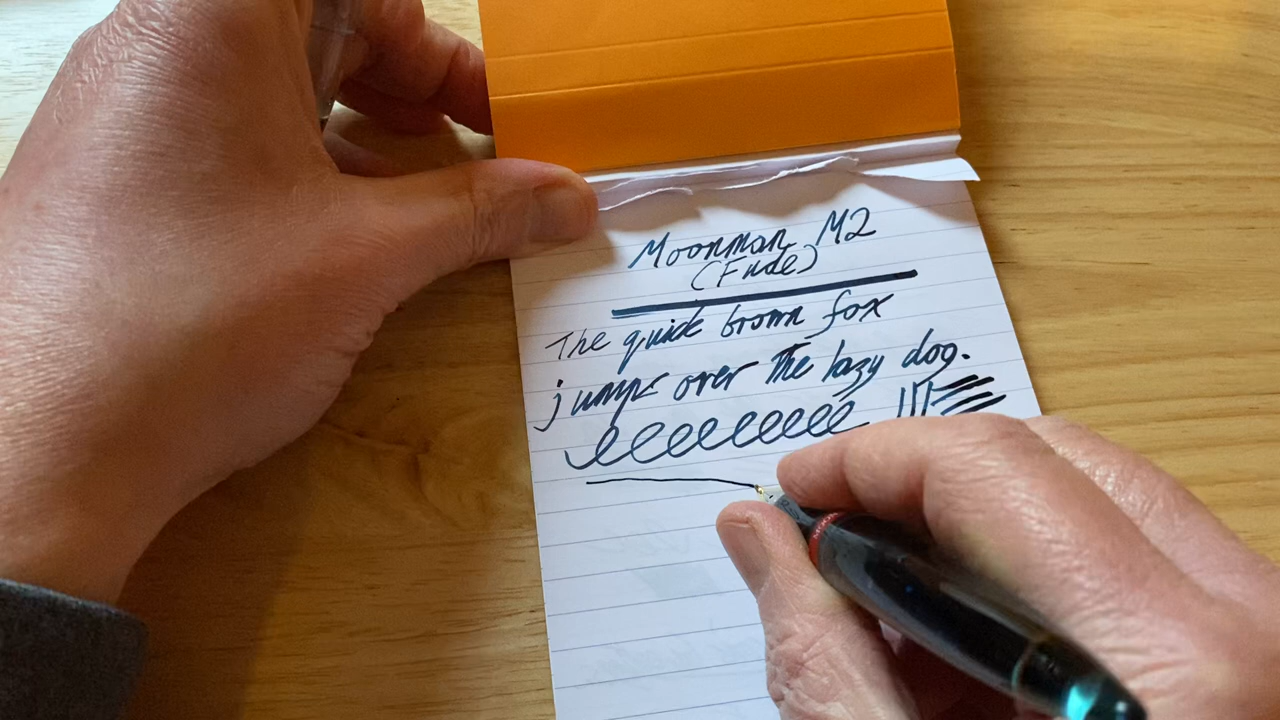 Moonman M2
(Fude)
The quick brown fox
jumps over the lazy dog.